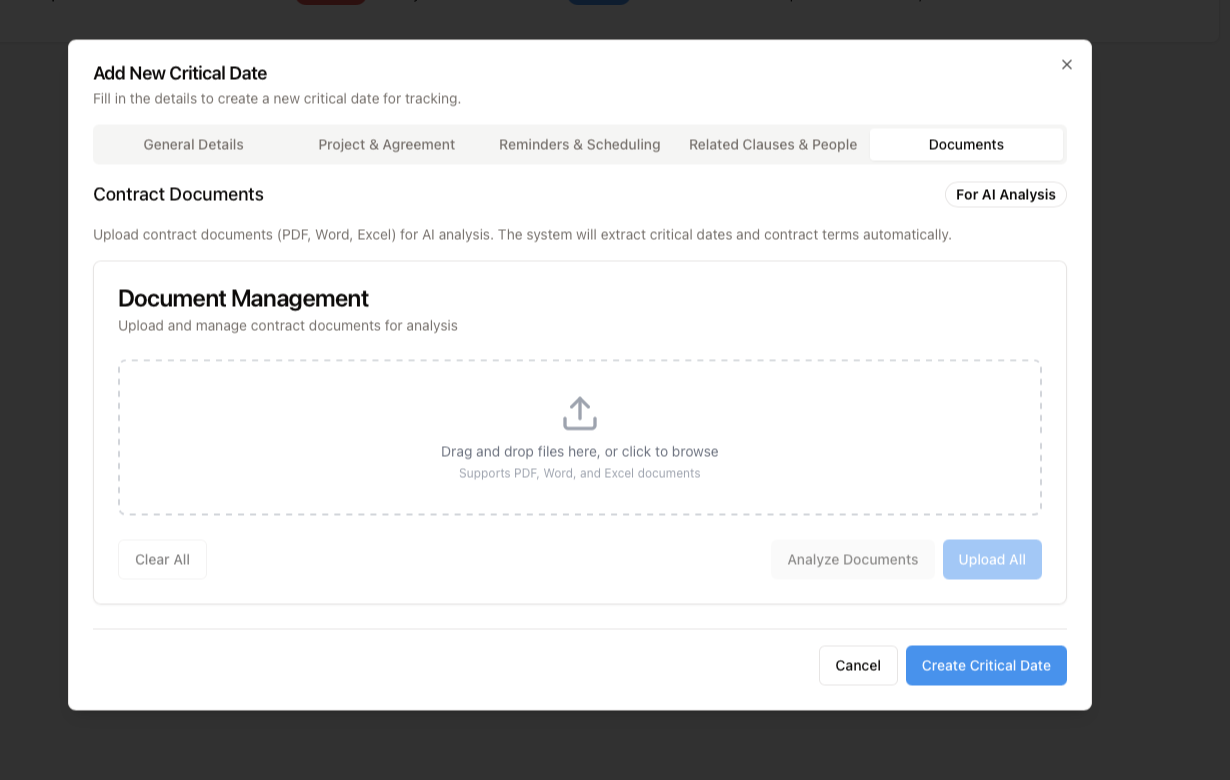 Add New Critical Date
Fill in the details to create a new critical date for tracking.
General Details
Project & Agreement
Reminders & Scheduling
Related Clauses & People
Documents
Contract Documents
For AI Analysis
Upload contract documents (PDF, Word, Excel) for AI analysis. The system will extract critical dates and contract terms automatically.
Document Management
Upload and manage contract documents for analysis
Drag and drop files here, or click to browse
Supports PDF, Word, and Excel documents
Clear All
Analyze Documents
Upload All
Cancel
Create Critical Date